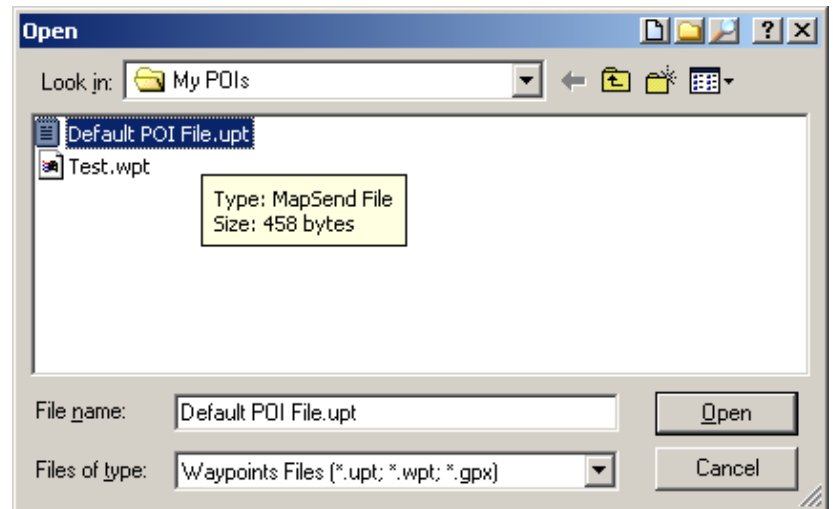 Open
Look in: My POIs
Default POI File.upt
Test.wpt
Type: MapSend File
Size: 458 bytes
File name: Default POI File.upt
Open
Files of type: Waypoints Files (*.upt; *.wpt; *.gpx)
Cancel